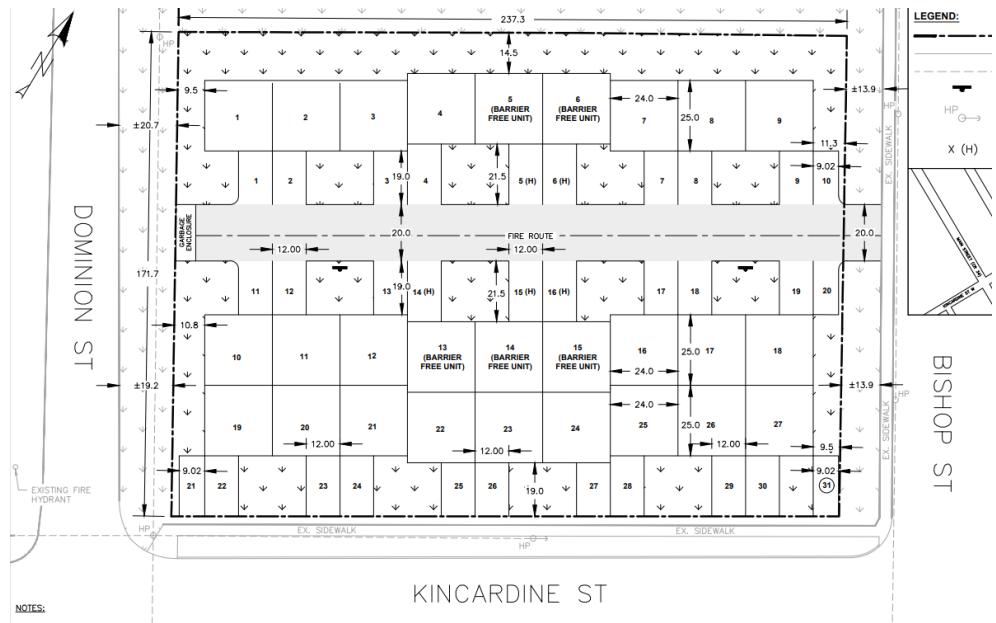 237.3
LEGEND:
14.5
9.5
±13.9
HP
1
2
3
4
5
(BARRIER
FREE UNIT)
6
(BARRIER
FREE UNIT)
24.0
7
8
9
25.0
HP
HP
±20.7
11.3
X (H)
9.02
1
2
3
4
19.0
21.5
5 (H)
6 (H)
7
8
9
10
EX. SIDEWALK
DOMINION ST
GARBAGE
ENCLOSURE
FIRE ROUTE
20.0
20.0
12.00
12.00
171.7
11
12
13
14 (H)
19.0
21.5
15 (H)
16 (H)
17
18
19
20
KINCARDINE ST W
10.8
10
11
12
13
(BARRIER
FREE UNIT)
14
(BARRIER
FREE UNIT)
15
(BARRIER
FREE UNIT)
16
24.0
25.0
17
18
±19.2
±13.9
HP
BISHOP ST
19
20
21
22
23
24
25
25.0
26
27
12.00
12.00
12.00
9.5
EX. SIDEWALK
9.02
9.02
21
22
23
24
25
26
19.0
27
28
29
30
31
EXISTING FIRE
HYDRANT
HP
EX. SIDEWALK
EX. SIDEWALK
HP
KINCARDINE ST
NOTES: